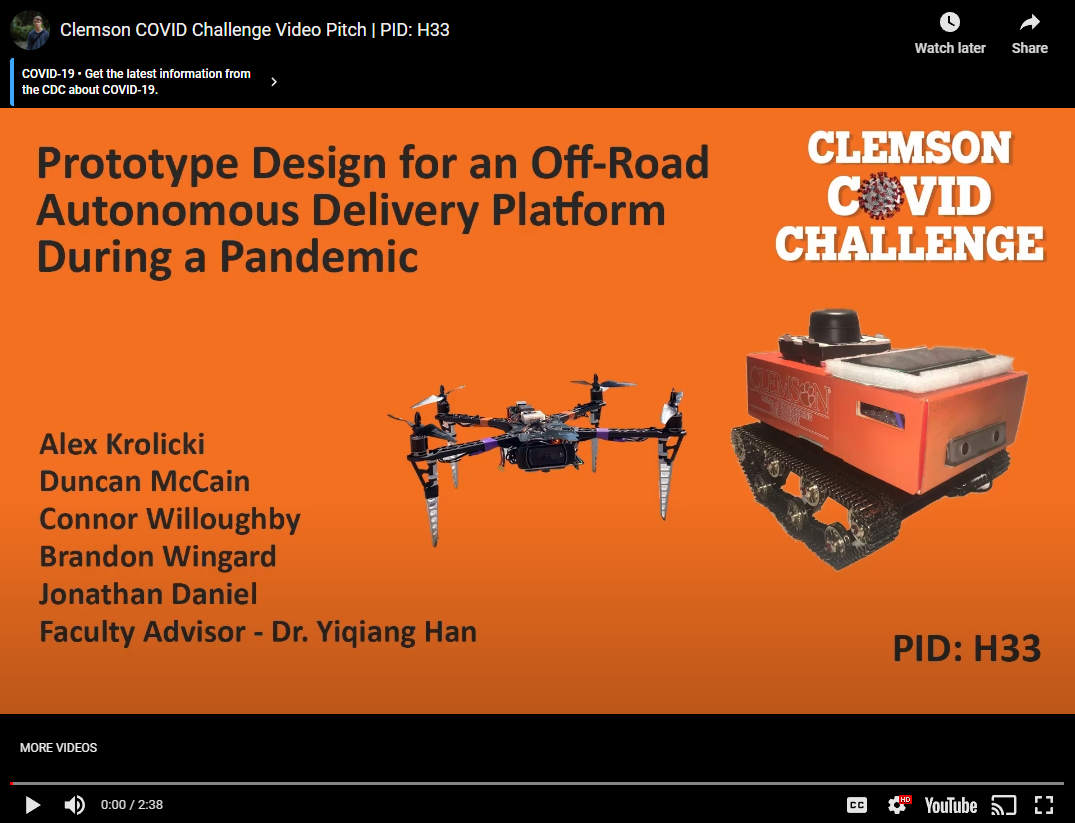 Clemson COVID Challenge Video Pitch | PID: H33
Watch later
Share
COVID-19 • Get the latest information from
the CDC about COVID-19.
Prototype Design for an Off-Road
Autonomous Delivery Platform
During a Pandemic
CLEMSON
COVID
CHALLENGE
CLEMSON
Alex Krolicki
Duncan McCain
Connor Willoughby
Brandon Wingard
Jonathan Daniel
Faculty Advisor - Dr. Yiqiang Han
PID: H33
MORE VIDEOS
0:00 / 2:38
CC
HD
YouTube